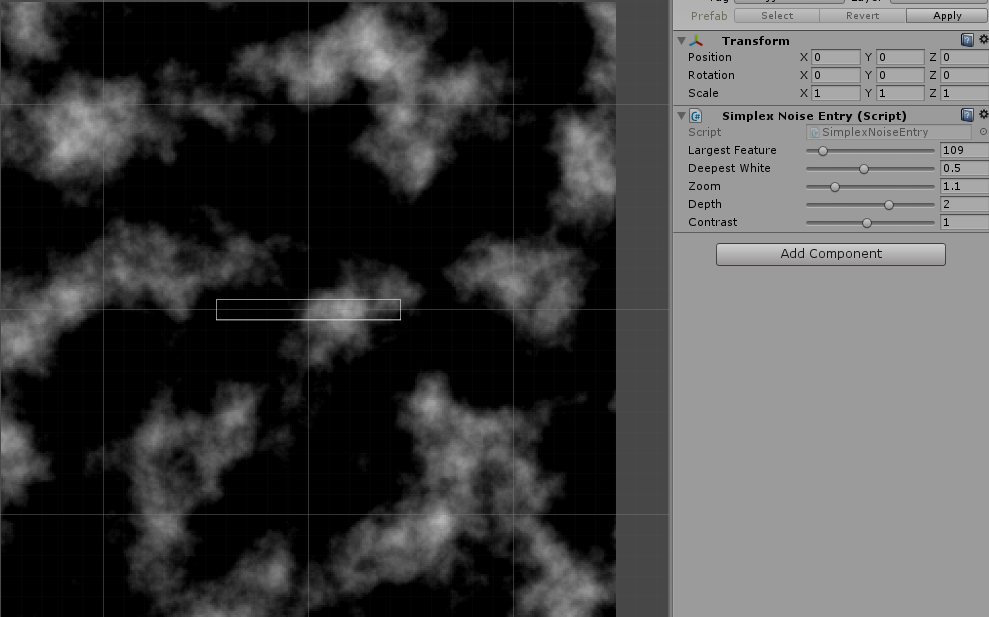 Prefab Select Revert Apply
Transform
Position X 0 Y 0 Z 0
Rotation X 0 Y 0 Z 0
Scale X 1 Y 1 Z 1
Simplex Noise Entry (Script)
Script SimplexNoiseEntry
Largest Feature 109
Deepest White 0.5
Zoom 1.1
Depth 2
Contrast 1
Add Component